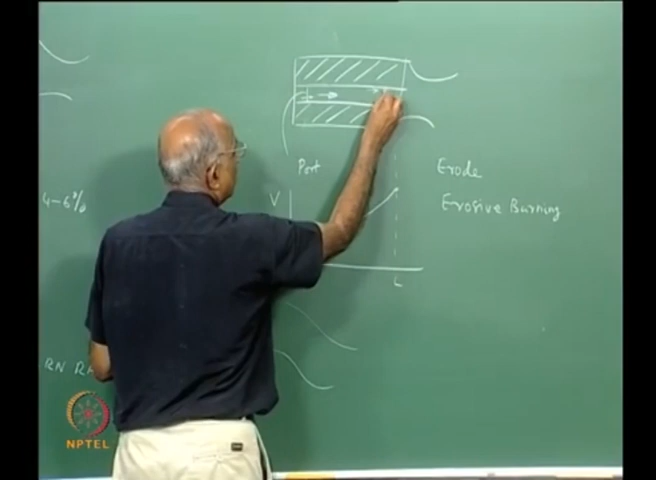 Port
Erode
4-6%
V
Erosive Burning
L
RN RA
NPTEL